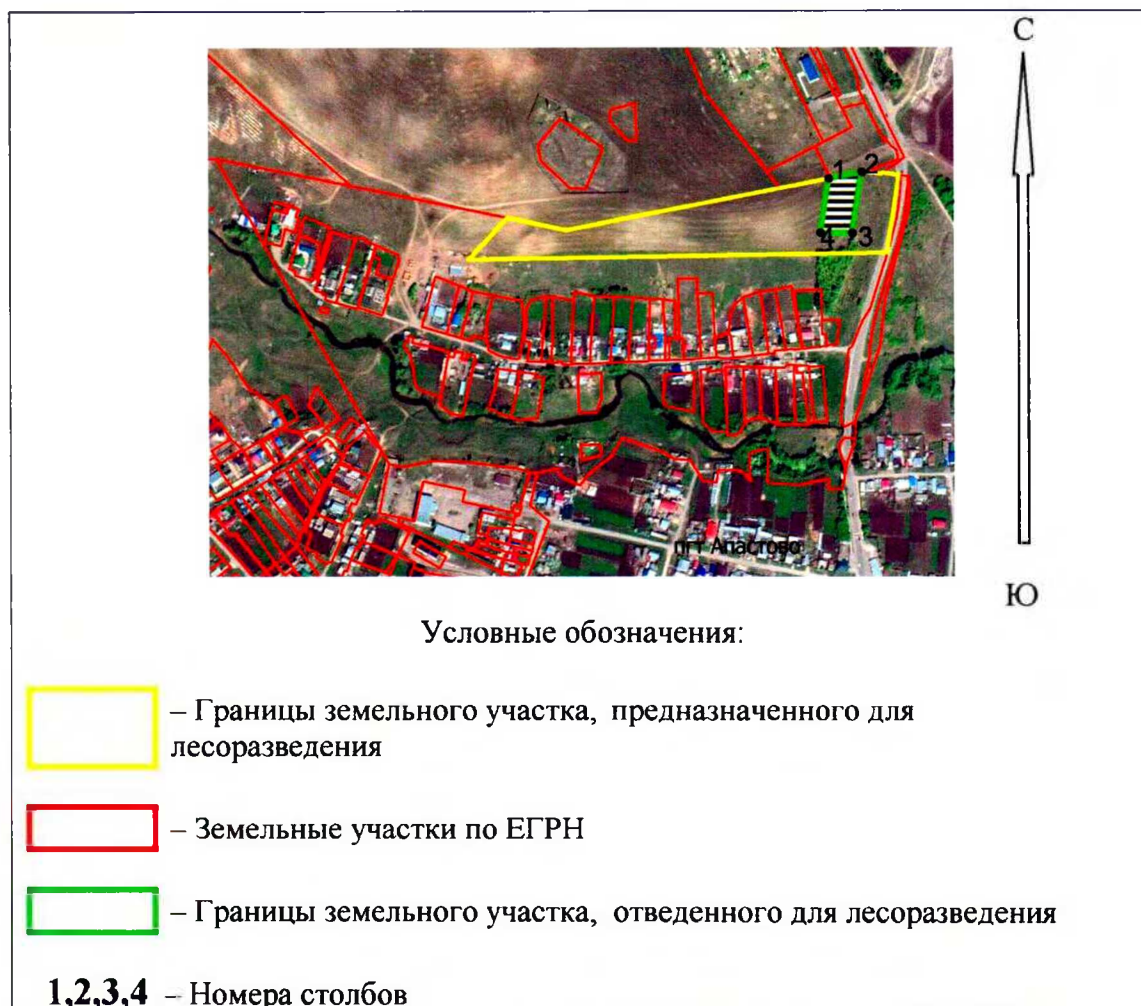 С
1 2
4 3
пгт Апастово
Ю
Условные обозначения:
– Границы земельного участка, предназначенного для
лесоразведения
– Земельные участки по ЕГРН
– Границы земельного участка, отведенного для лесоразведения
1,2,3,4 – Номера столбов